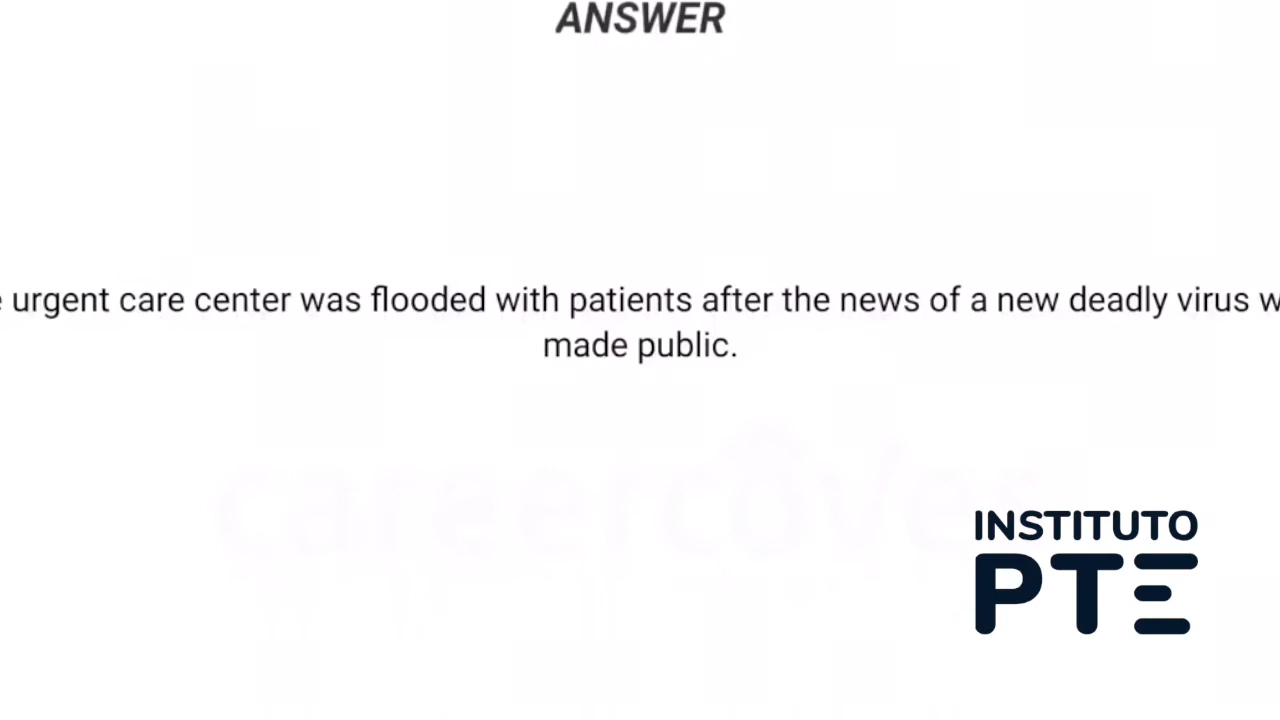 ANSWER
urgent care center was flooded with patients after the news of a new deadly virus
made public.
careercover
INSTITUTO
PTE